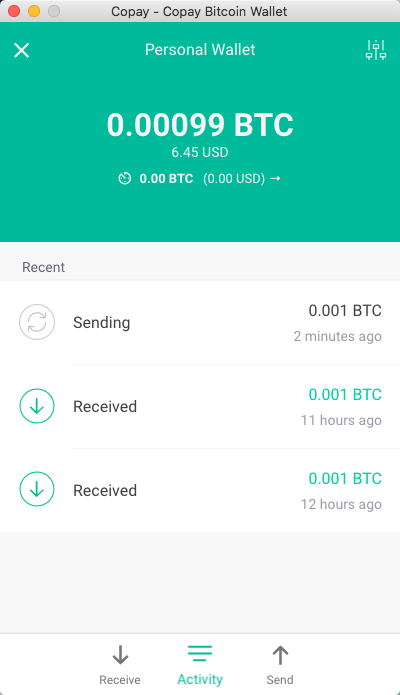 Copay - Copay Bitcoin Wallet
Personal Wallet
0.00099 BTC
6.45 USD
0.00 BTC (0.00 USD) →
Recent
Sending 0.001 BTC
2 minutes ago
Received 0.001 BTC
11 hours ago
Received 0.001 BTC
12 hours ago
Receive Activity Send